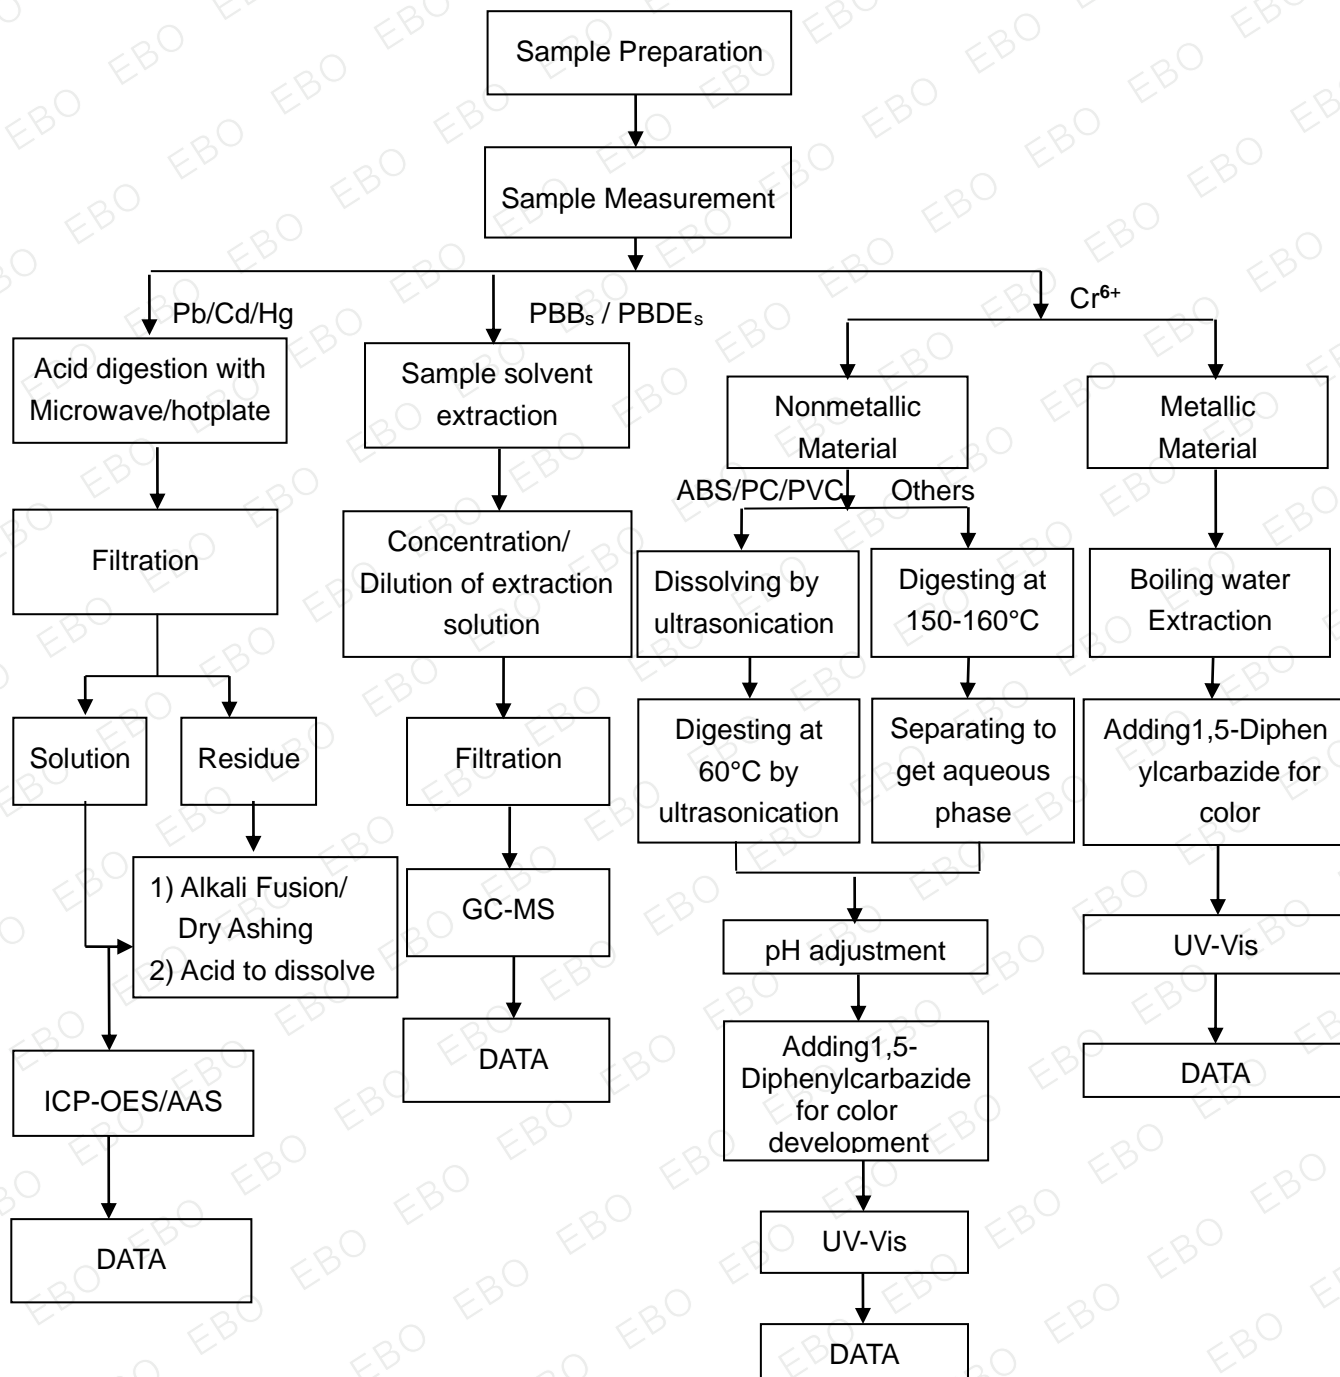 Sample Preparation
Sample Measurement
Pb/Cd/Hg
PBBs / PBDEs
Cr6+
Acid digestion with
Microwave/hotplate
Sample solvent
extraction
Nonmetallic
Material
Metallic
Material
ABS/PC/PVC
Others
Filtration
Concentration/
Dilution of extraction
solution
Dissolving by
ultrasonication
Digesting at
150-160°C
Boiling water
Extraction
Solution
Residue
Filtration
Digesting at
60°C by
ultrasonication
Separating to
get aqueous
phase
Adding1,5-Diphen
ylcarbazide for
color
1) Alkali Fusion/
Dry Ashing
2) Acid to dissolve
GC-MS
pH adjustment
UV-Vis
ICP-OES/AAS
DATA
Adding1,5-
Diphenylcarbazide
for color
development
DATA
DATA
UV-Vis
DATA
EBO